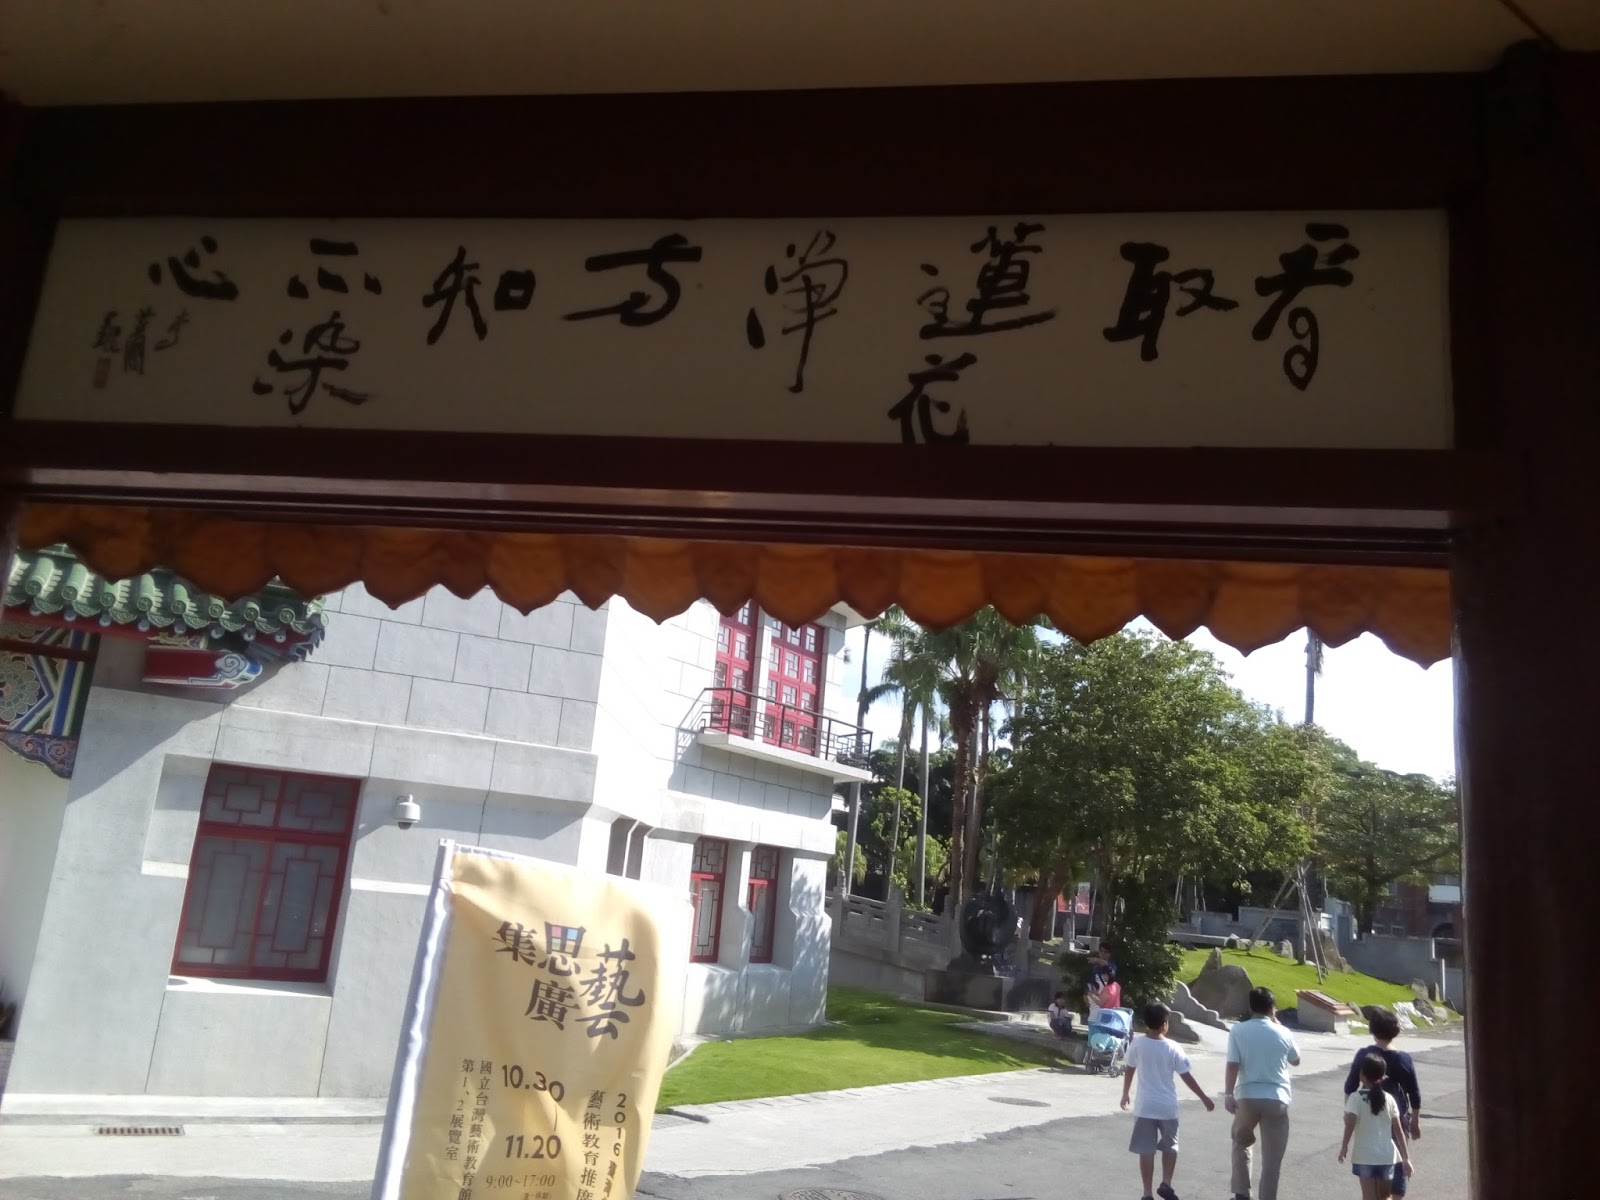 看取蓮花淨方知不染心
藝思集廣
2016
藝術教育推廣
10.30
11.20
9:00~17:00
國立台灣藝術教育館
第1、2展覽室